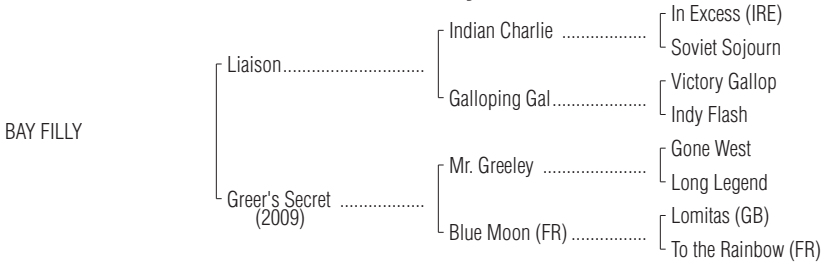 In Excess (IRE)
Indian Charlie ..................
Soviet Sojourn
Liaison..............................
Victory Gallop
Galloping Gal....................
Indy Flash
BAY FILLY
Gone West
Mr. Greeley ......................
Long Legend
Greer's Secret ..................
(2009)
Lomitas (GB)
Blue Moon (FR)................
To the Rainbow (FR)